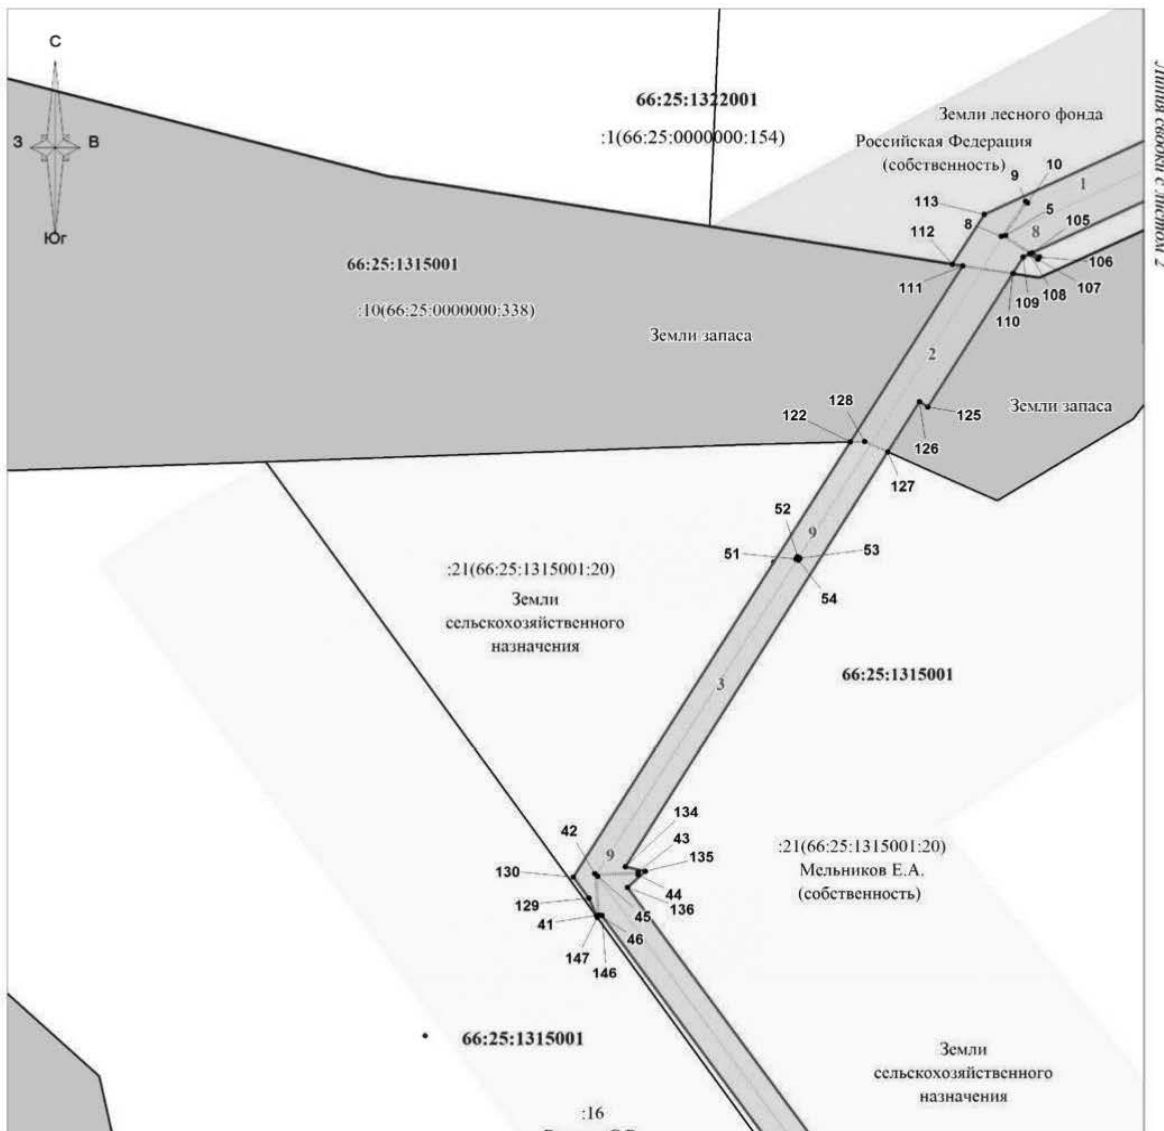 С
З
В
Юг
66:25:1322001
:1(66:25:0000000:154)
Земли лесного фонда
Российская Федерация
(собственность)
Линия сводки с листом 2
9
10
1
113
8
5
8
105
112
106
111
107
108
109
110
66:25:1315001
:10(66:25:0000000:338)
Земли запаса
2
128
122
125
126
Земли запаса
127
52
9
51
53
54
:21(66:25:1315001:20)
Земли
сельскохозяйственного
назначения
66:25:1315001
3
134
42
43
9
135
130
44
129
136
41
45
46
147
146
:21(66:25:1315001:20)
Мельников Е.А.
(собственность)
66:25:1315001
Земли
сельскохозяйственного
назначения
:16